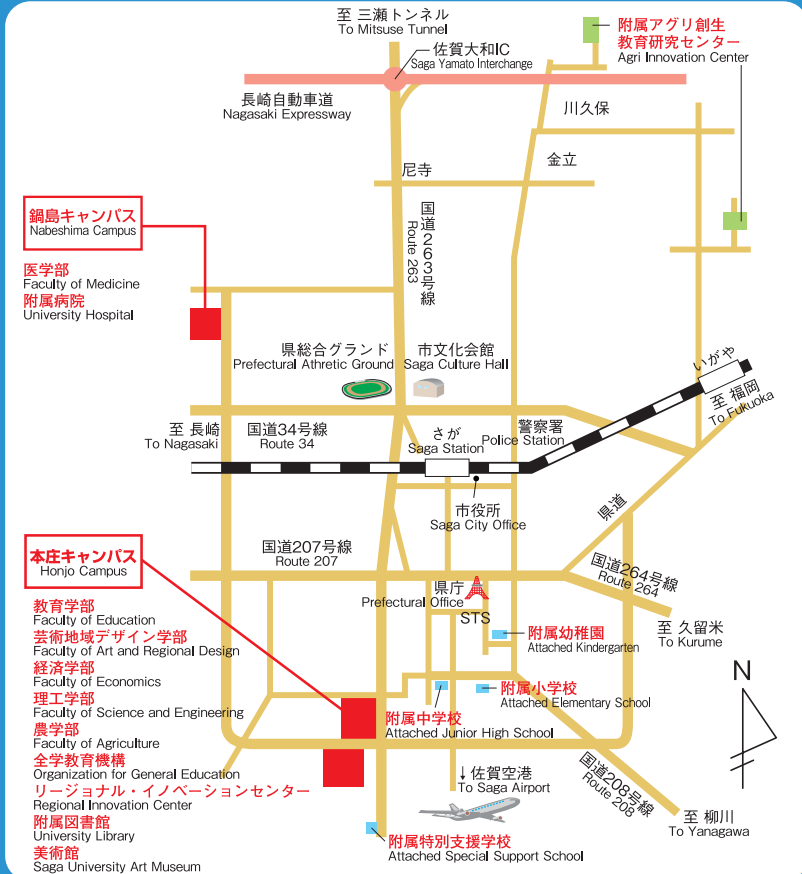 至 三瀬トンネル
To Mitsuse Tunnel
佐賀大和IC
Saga Yamato Interchange
附属アグリ創生
教育研究センター
Agri Innovation Center
長崎自動車道
Nagasaki Expressway
川久保
金立
尼寺
国道263号線
Route 263
鍋島キャンパス
Nabeshima Campus
医学部
Faculty of Medicine
附属病院
University Hospital
県総合グランド
Prefectural Athretic Ground
市文化会館
Saga Culture Hall
いがや
至 福岡
To Fukuoka
至 長崎
To Nagasaki
国道34号線
Route 34
さが
Saga Station
警察署
Police Station
市役所
Saga City Office
県道
国道207号線
Route 207
国道264号線
Route 264
至 久留米
To Kurume
県庁
Prefectural Office
STS
附属幼稚園
Attached Kindergarten
本庄キャンパス
Honjo Campus
教育学部
Faculty of Education
芸術地域デザイン学部
Faculty of Art and Regional Design
経済学部
Faculty of Economics
理工学部
Faculty of Science and Engineering
農学部
Faculty of Agriculture
全学教育機構
Organization for General Education
リージョナル・イノベーションセンター
Regional Innovation Center
附属図書館
University Library
美術館
Saga University Art Museum
附属小学校
Attached Elementary School
附属中学校
Attached Junior High School
N
↓佐賀空港
To Saga Airport
国道208号線
Route 208
至 柳川
To Yanagawa
附属特別支援学校
Attached Special Support School